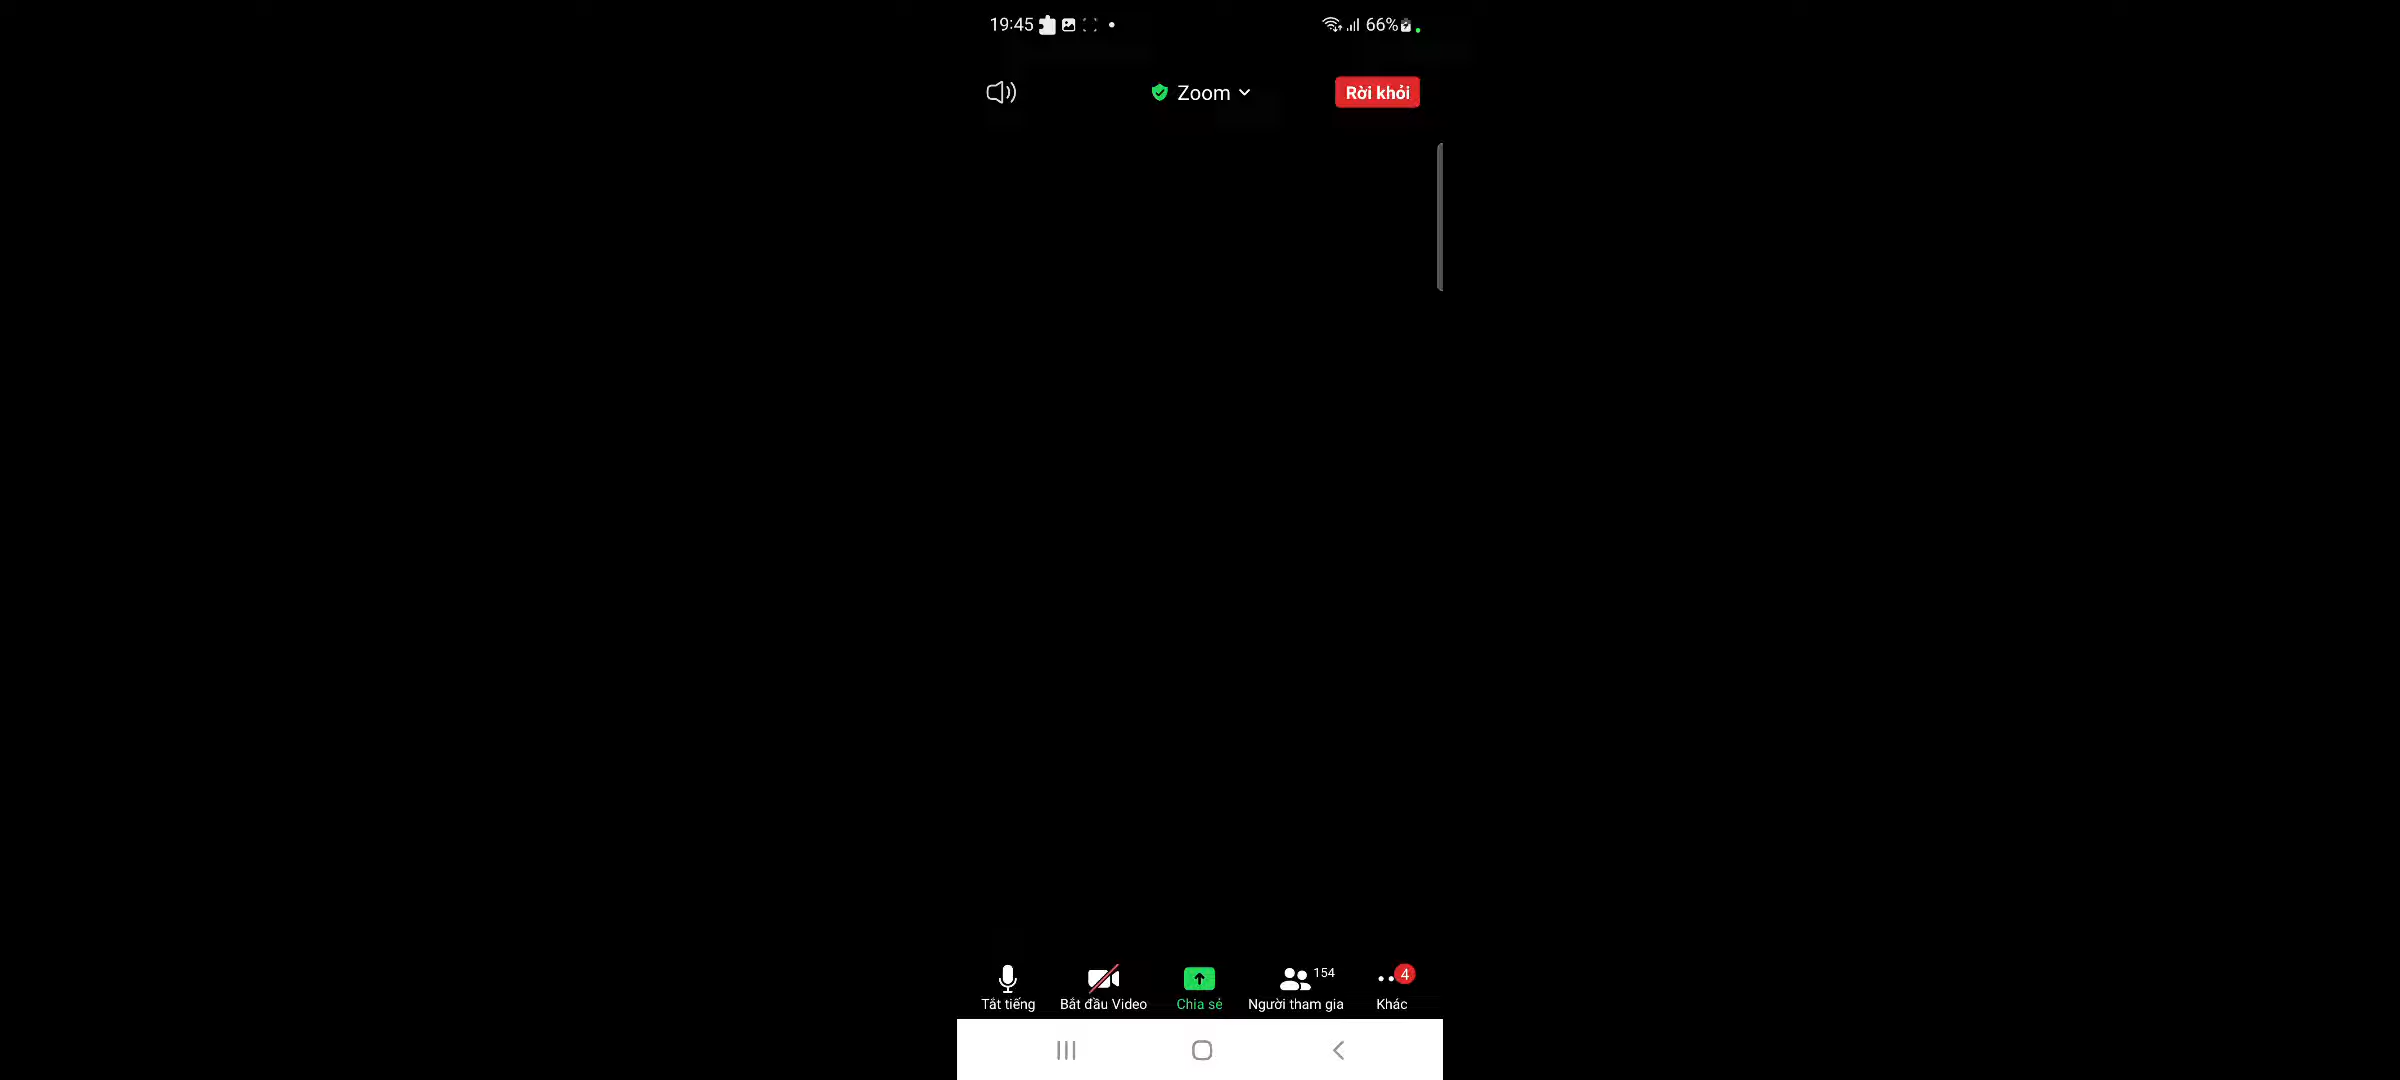 19:45 66%
Zoom Rời khỏi
154 4
Tắt tiếng Bắt đầu Video Chia sẻ Người tham gia Khác